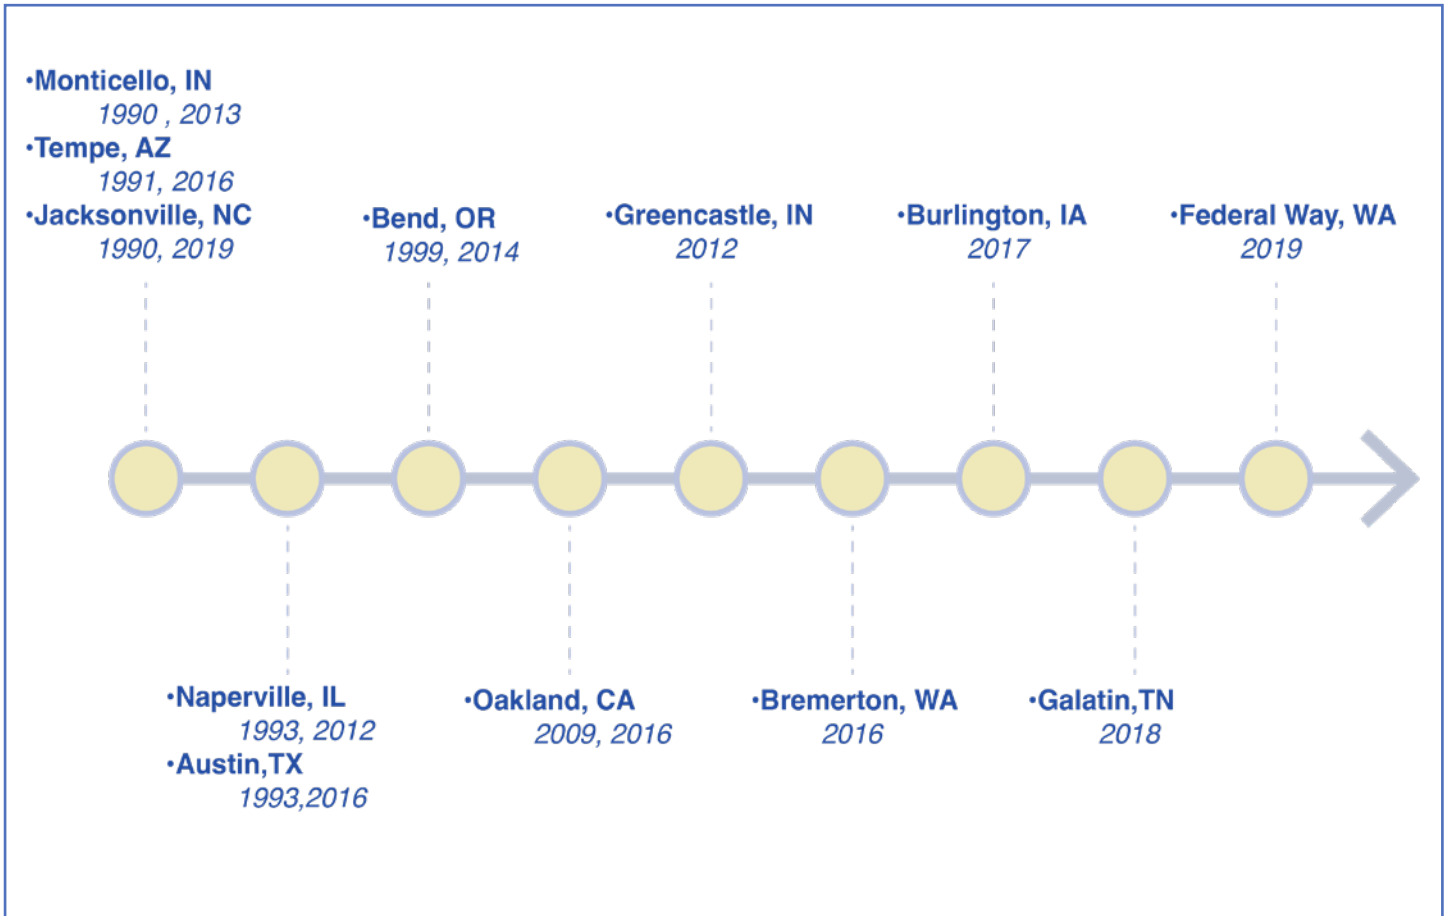 •Monticello, IN
1990 , 2013
•Tempe, AZ
1991, 2016
•Jacksonville, NC
1990, 2019
•Bend, OR
1999, 2014
•Greencastle, IN
2012
•Burlington, IA
2017
•Federal Way, WA
2019
•Naperville, IL
1993, 2012
•Austin,TX
1993,2016
•Oakland, CA
2009, 2016
•Bremerton, WA
2016
•Galatin,TN
2018